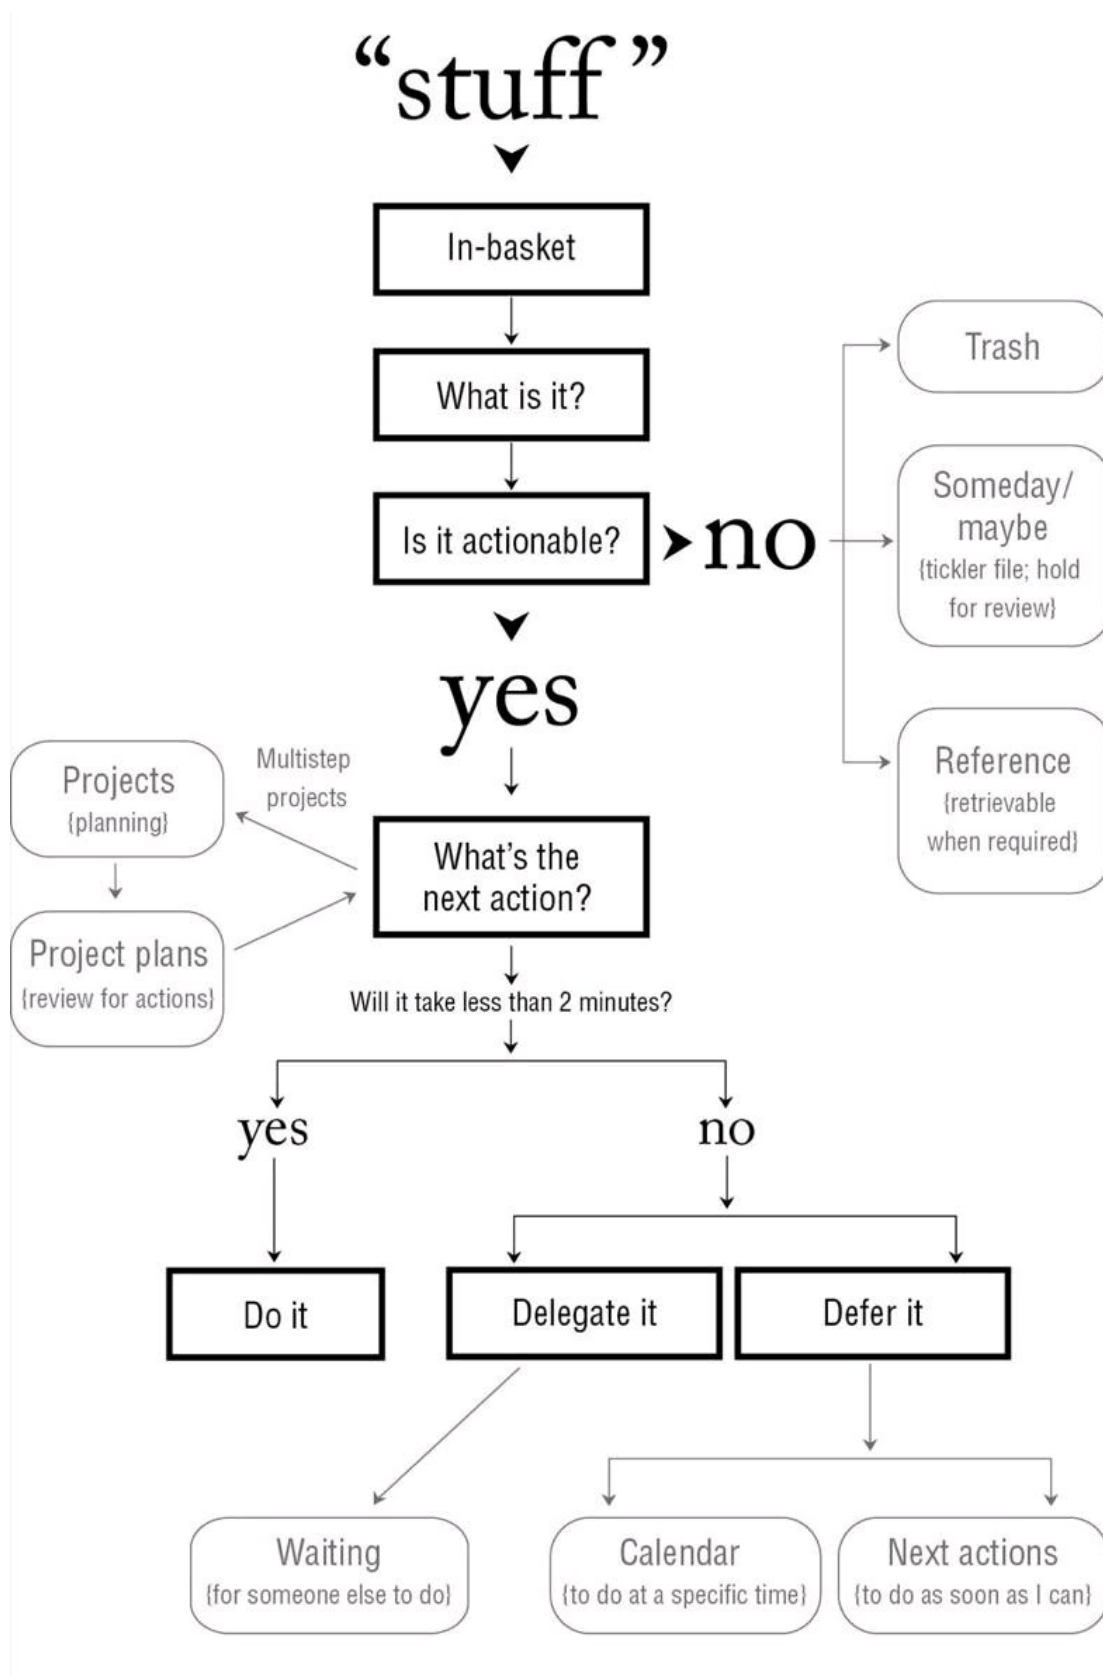 “stuff”
In-basket
What is it?
Is it actionable?
no
Trash
Someday/
maybe
{tickler file; hold
for review}
Reference
{retrievable
when required}
yes
Multistep
projects
Projects
{planning}
Project plans
{review for actions}
What’s the
next action?
Will it take less than 2 minutes?
yes
no
Do it
Delegate it
Defer it
Waiting
{for someone else to do}
Calendar
{to do at a specific time}
Next actions
{to do as soon as I can}